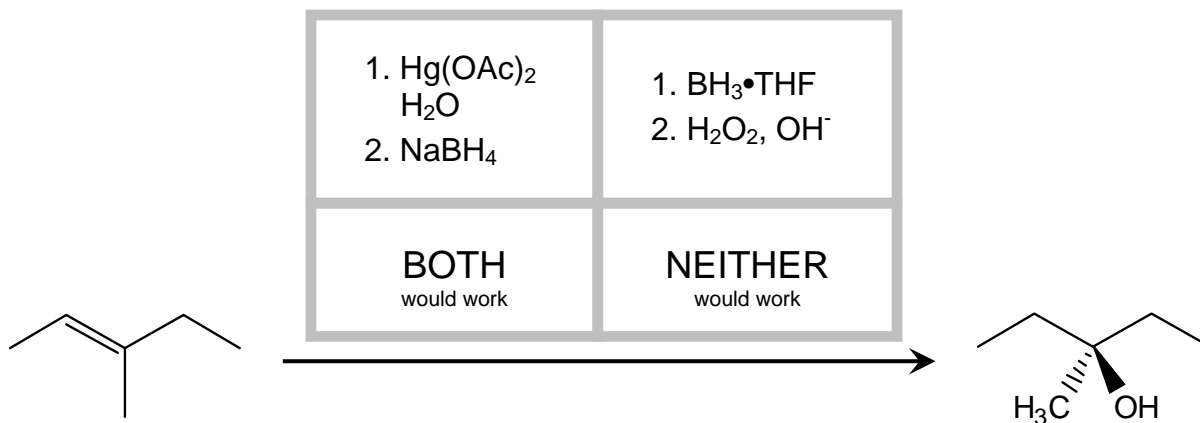 1. Hg(OAc)₂
H₂O
2. NaBH₄
1. BH₃•THF
2. H₂O₂, OH⁻
BOTH
would work
NEITHER
would work
H₃C OH